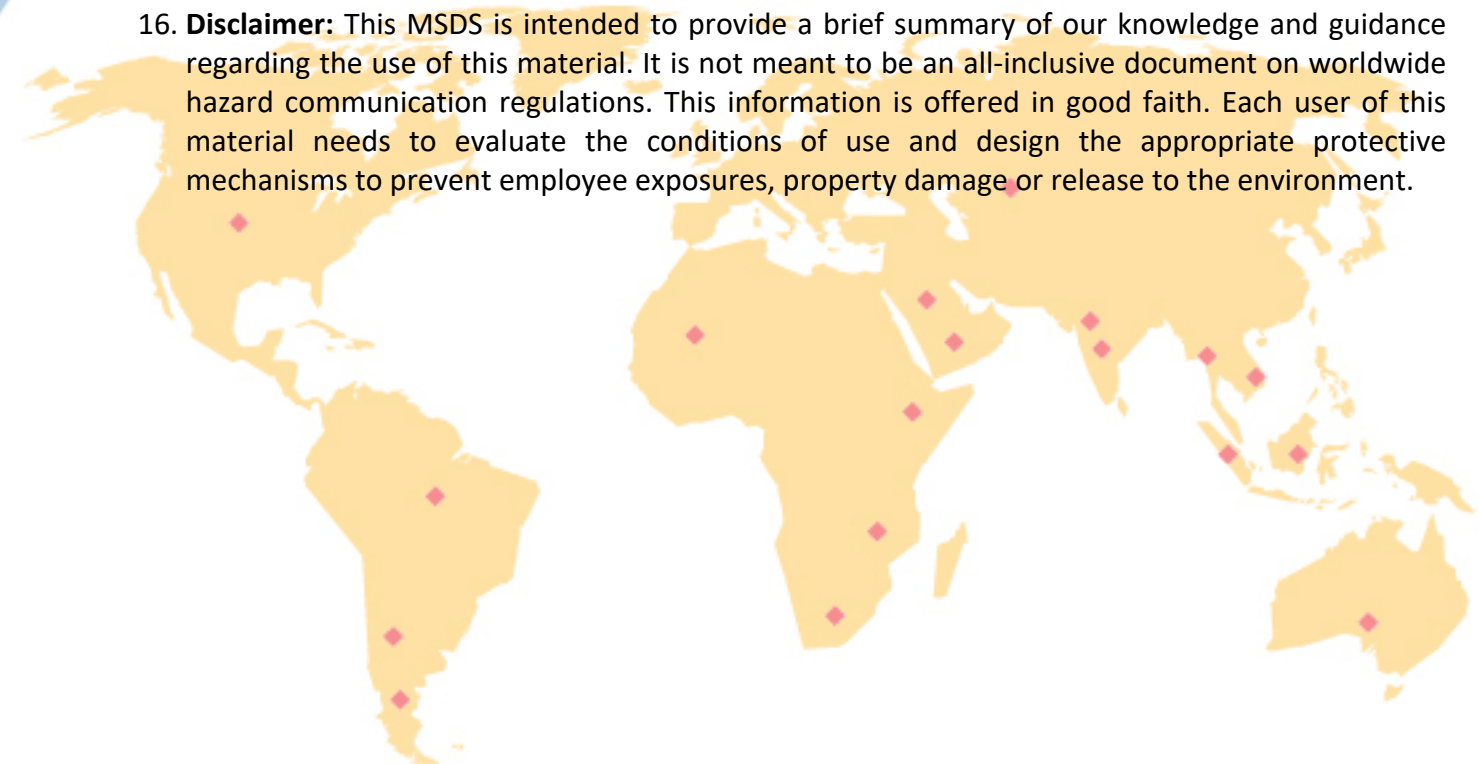 16. Disclaimer: This MSDS is intended to provide a brief summary of our knowledge and guidance
regarding the use of this material. It is not meant to be an all-inclusive document on worldwide
hazard communication regulations. This information is offered in good faith. Each user of this
material needs to evaluate the conditions of use and design the appropriate protective
mechanisms to prevent employee exposures, property damage or release to the environment.